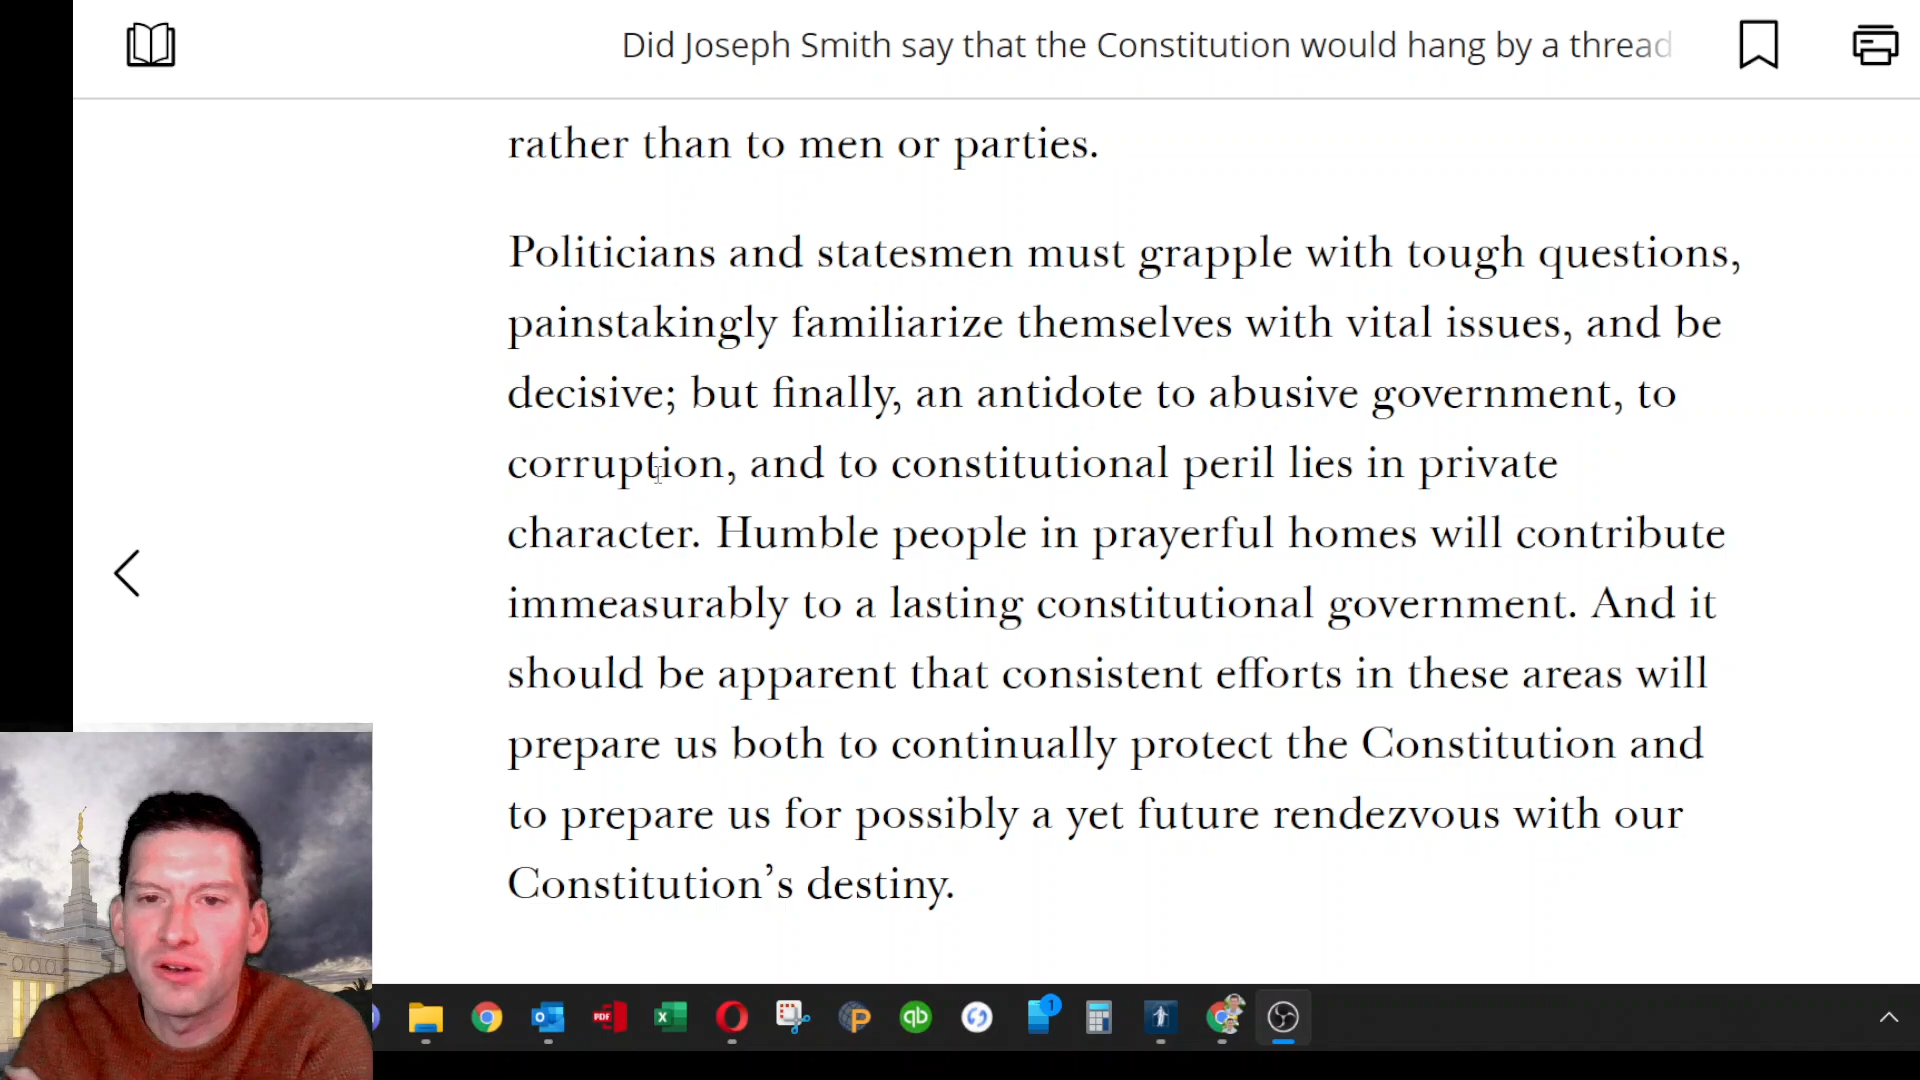 Did Joseph Smith say that the Constitution would hang by a thread
rather than to men or parties.
Politicians and statesmen must grapple with tough questions,
painstakingly familiarize themselves with vital issues, and be
decisive; but finally, an antidote to abusive government, to
corruption, and to constitutional peril lies in private
character. Humble people in prayerful homes will contribute
immeasurably to a lasting constitutional government. And it
should be apparent that consistent efforts in these areas will
prepare us both to continually protect the Constitution and
to prepare us for possibly a yet future rendezvous with our
Constitution’s destiny.
PDF
qb
1